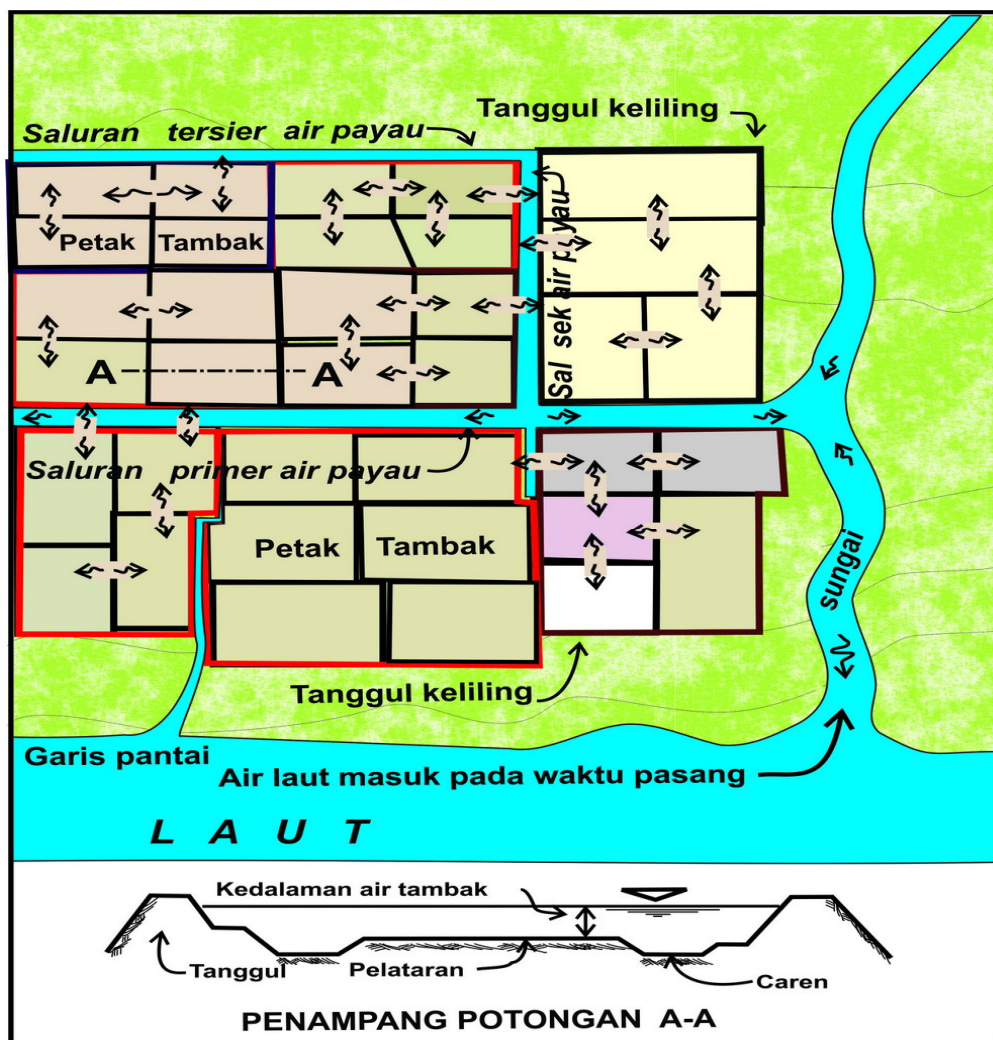 Tanggul keliling
Saluran tersier air payau
Petak Tambak
Sal sek air payau
A A
Saluran primer air payau
Petak Tambak
sungai
Tanggul keliling
Garis pantai
Air laut masuk pada waktu pasang
L A U T
Kedalaman air tambak
Tanggul
Pelataran
Caren
PENAMPANG POTONGAN A-A